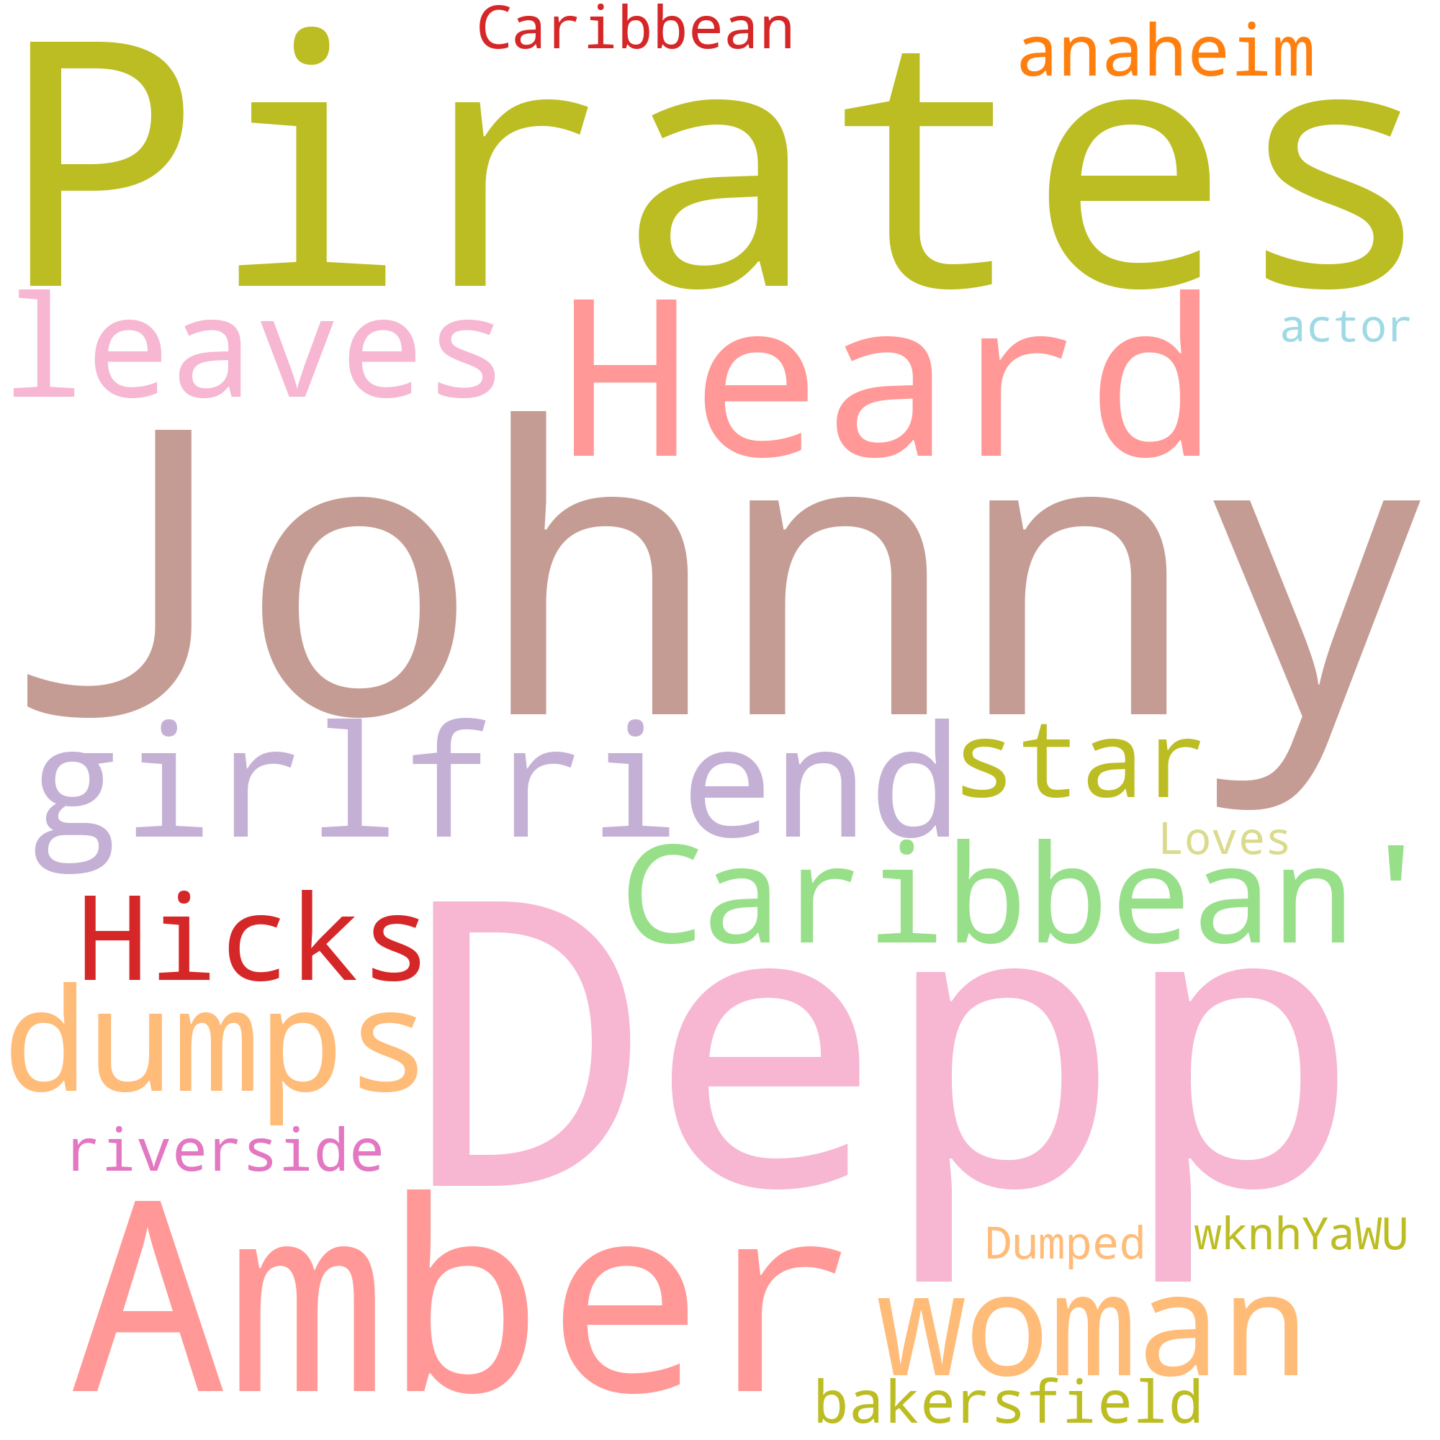 Caribbean
anaheim
Pirates
leaves
Heard
actor
Johnny
girlfriend
star
Loves
Caribbean'
Hicks
Depp
dumps
riverside
Amber
Dumped
wknhYaWU
woman
bakersfield